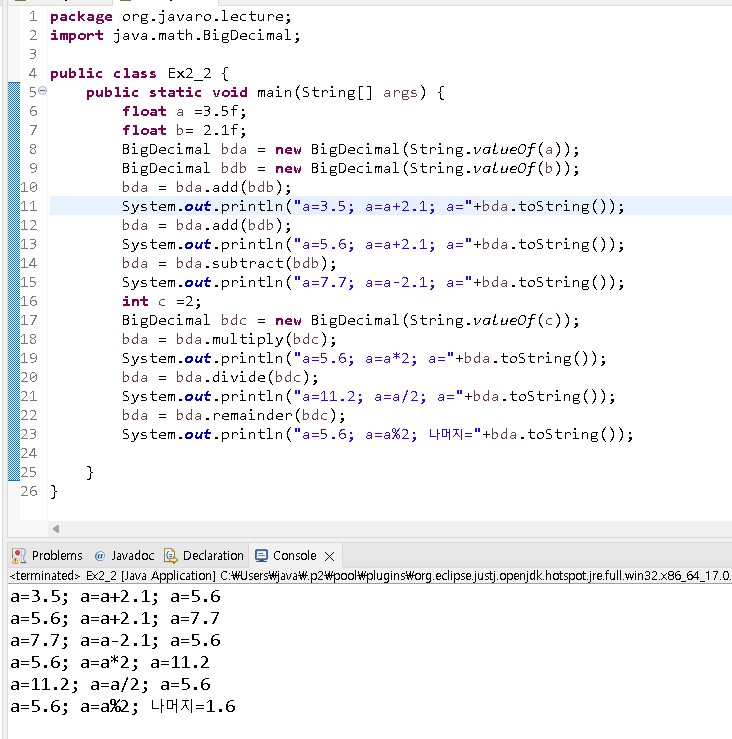 1 package org.javaro.lecture;
2 import java.math.BigDecimal;
3
4 public class Ex2_2 {
5 public static void main(String[] args) {
6 float a =3.5f;
7 float b= 2.1f;
8 BigDecimal bda = new BigDecimal(String.valueOf(a));
9 BigDecimal bdb = new BigDecimal(String.valueOf(b));
10 bda = bda.add(bdb);
11 System.out.println("a=3.5; a=a+2.1; a="+bda.toString());
12 bda = bda.add(bdb);
13 System.out.println("a=5.6; a=a+2.1; a="+bda.toString());
14 bda = bda.subtract(bdb);
15 System.out.println("a=7.7; a=a-2.1; a="+bda.toString());
16 int c =2;
17 BigDecimal bdc = new BigDecimal(String.valueOf(c));
18 bda = bda.multiply(bdc);
19 System.out.println("a=5.6; a=a*2; a="+bda.toString());
20 bda = bda.divide(bdc);
21 System.out.println("a=11.2; a=a/2; a="+bda.toString());
22 bda = bda.remainder(bdc);
23 System.out.println("a=5.6; a=a%2; 나머지="+bda.toString());
24
25 }
26 }
Problems @ Javadoc Declaration Console
<terminated> Ex2_2 [Java Application] C:₩Users₩java₩.p2₩pool₩plugins₩org.eclipse.justj.openjdk.hotspot.jre.full.win32.x86_64_17.0.
a=3.5; a=a+2.1; a=5.6
a=5.6; a=a+2.1; a=7.7
a=7.7; a=a-2.1; a=5.6
a=5.6; a=a*2; a=11.2
a=11.2; a=a/2; a=5.6
a=5.6; a=a%2; 나머지=1.6